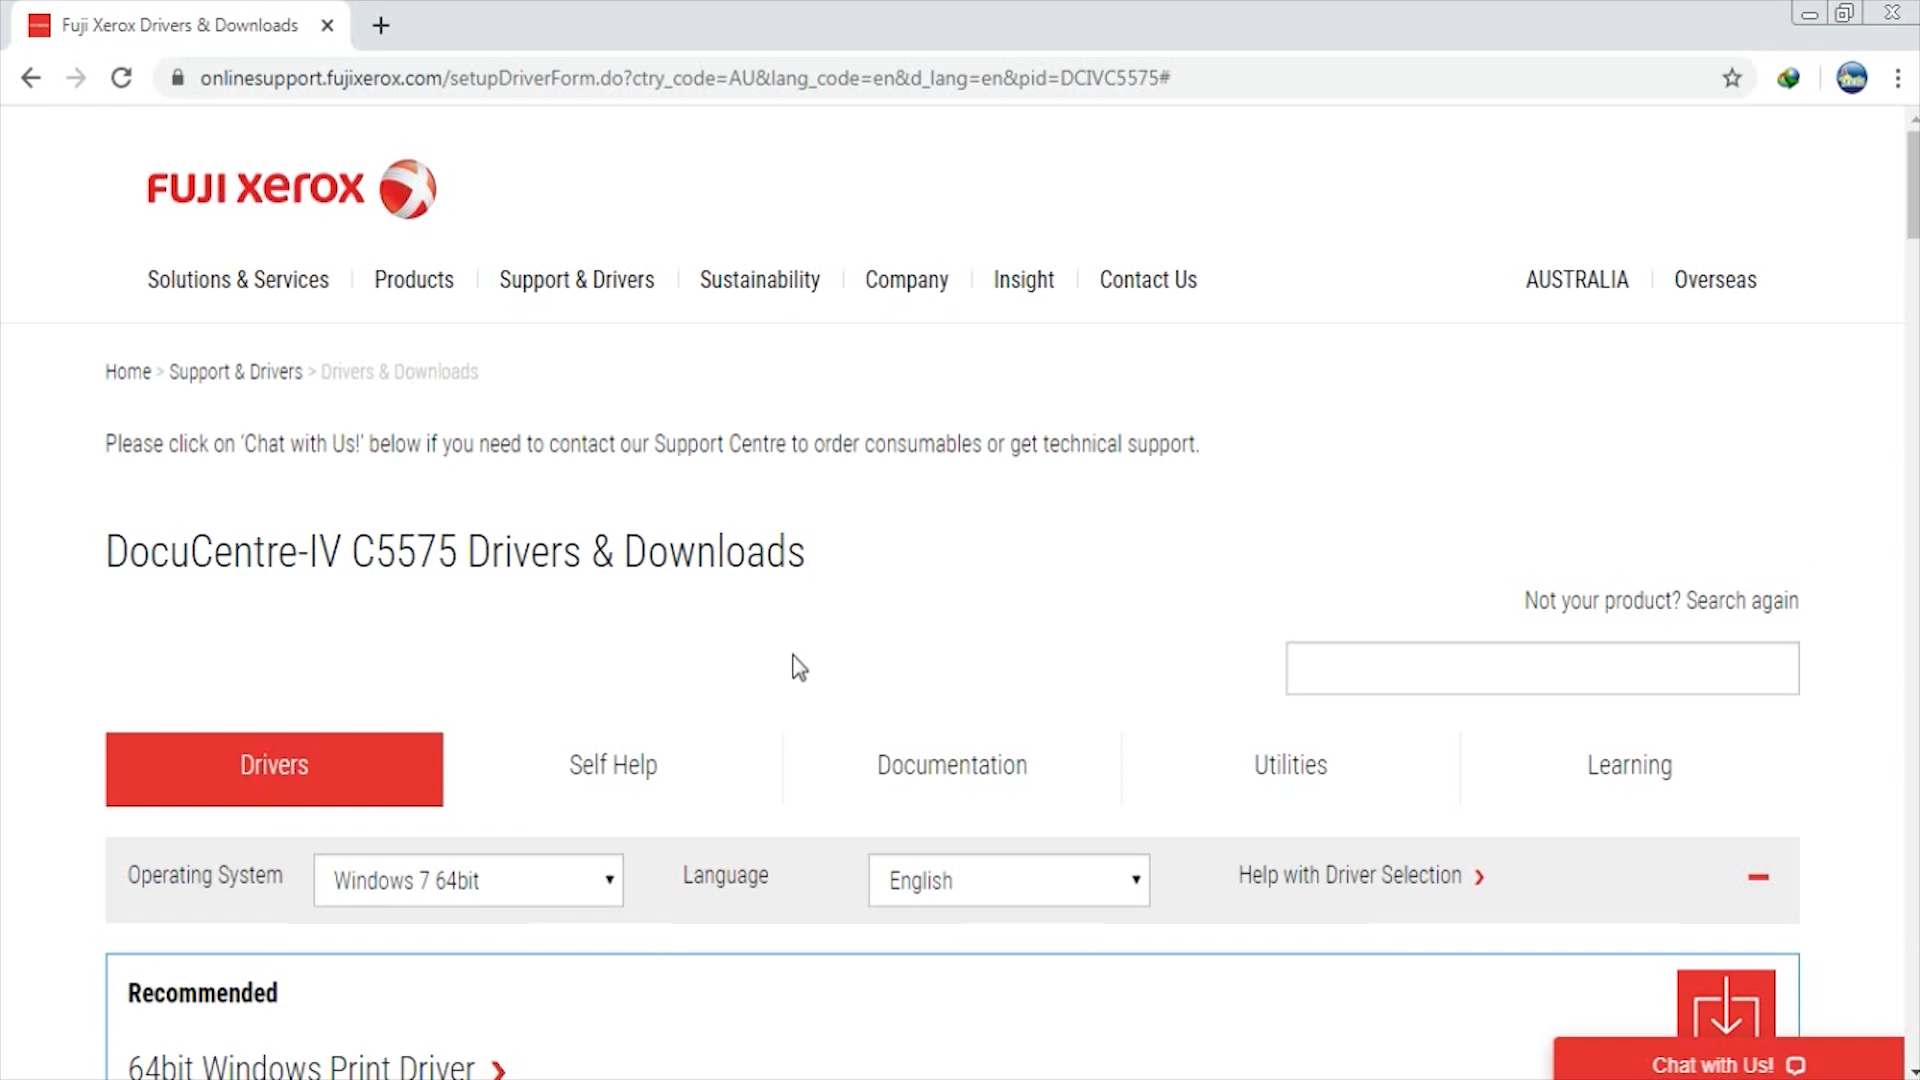 Fuji Xerox Drivers & Downloads
onlinesupport.fujixerox.com/setupDriverForm.do?ctry_code=AU&lang_code=en&d_lang=en&pid=DCIVC5575#
FUJI xerox
Solutions & Services Products Support & Drivers Sustainability Company Insight Contact Us AUSTRALIA Overseas
Home > Support & Drivers > Drivers & Downloads
Please click on ‘Chat with Us!’ below if you need to contact our Support Centre to order consumables or get technical support.
DocuCentre-IV C5575 Drivers & Downloads
Not your product? Search again
Drivers Self Help Documentation Utilities Learning
Operating System Windows 7 64bit Language English Help with Driver Selection
Recommended
64bit Windows Print Driver
Chat with Us!